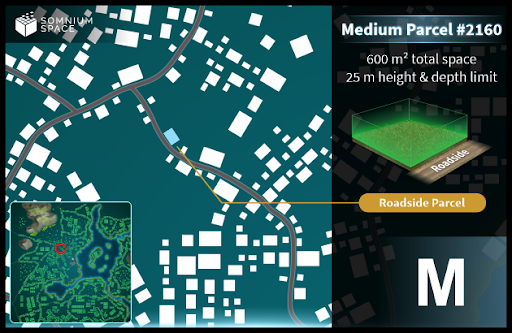 SOMNIUM
SPACE
Medium Parcel #2160
600 m² total space
25 m height & depth limit
Roadside
Roadside Parcel
M